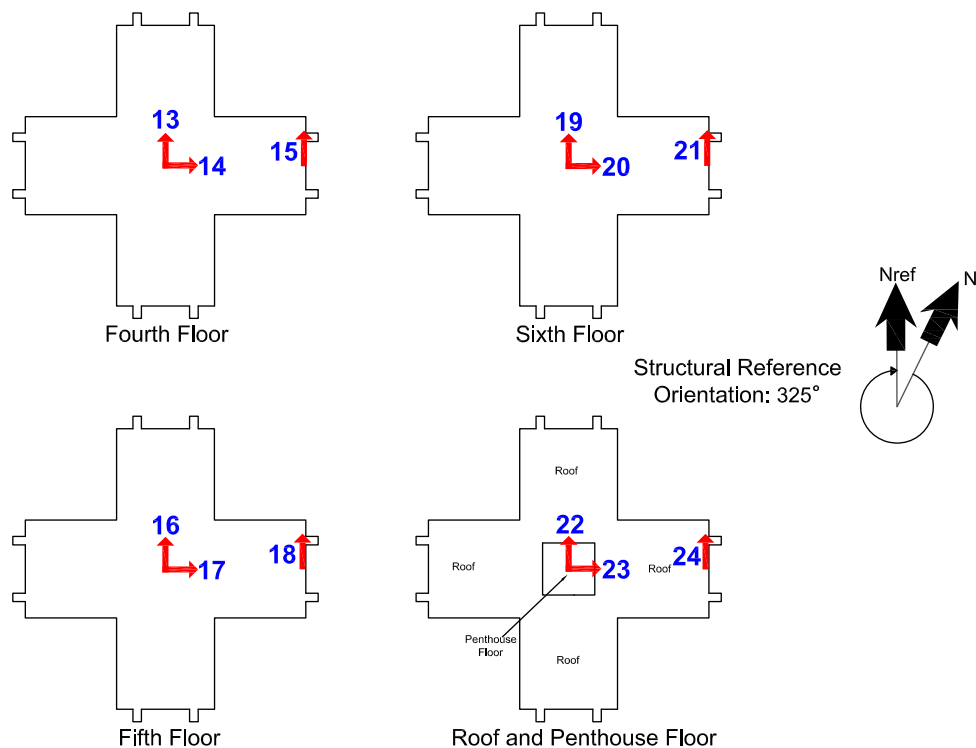 13
14
15
Fourth Floor
19
20
21
Sixth Floor
Nref
N
Structural Reference
Orientation: 325°
16
17
18
Fifth Floor
Roof
22
Roof
23
Roof
24
Penthouse
Floor
Roof
Roof and Penthouse Floor